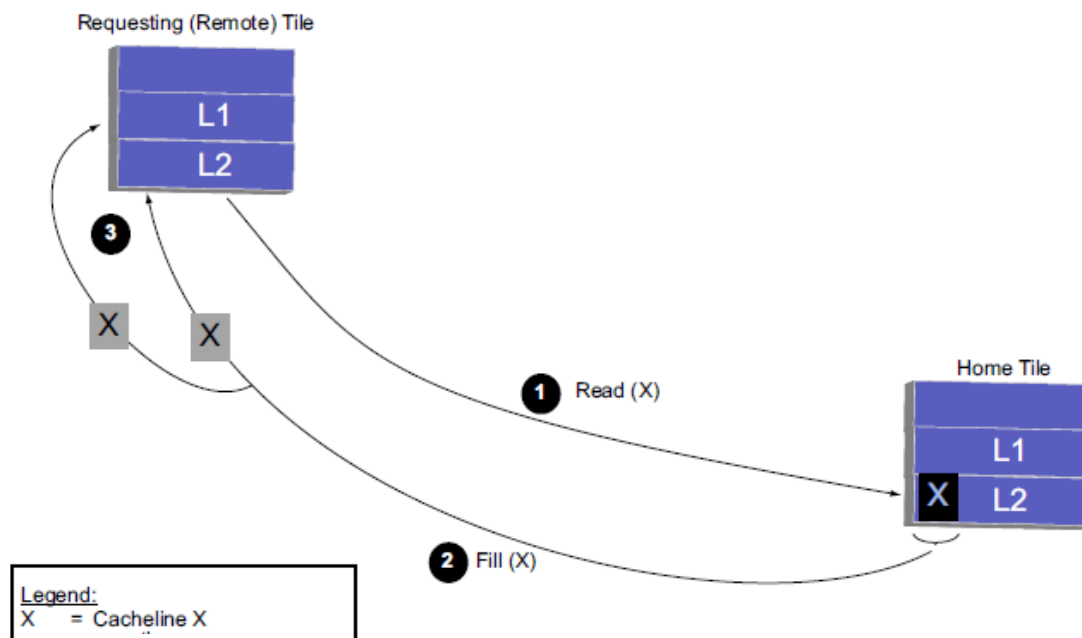 Requesting (Remote) Tile
L1
L2
3
X
X
1 Read (X)
Home Tile
L1
X L2
2 Fill (X)
Legend:
X = Cacheline X